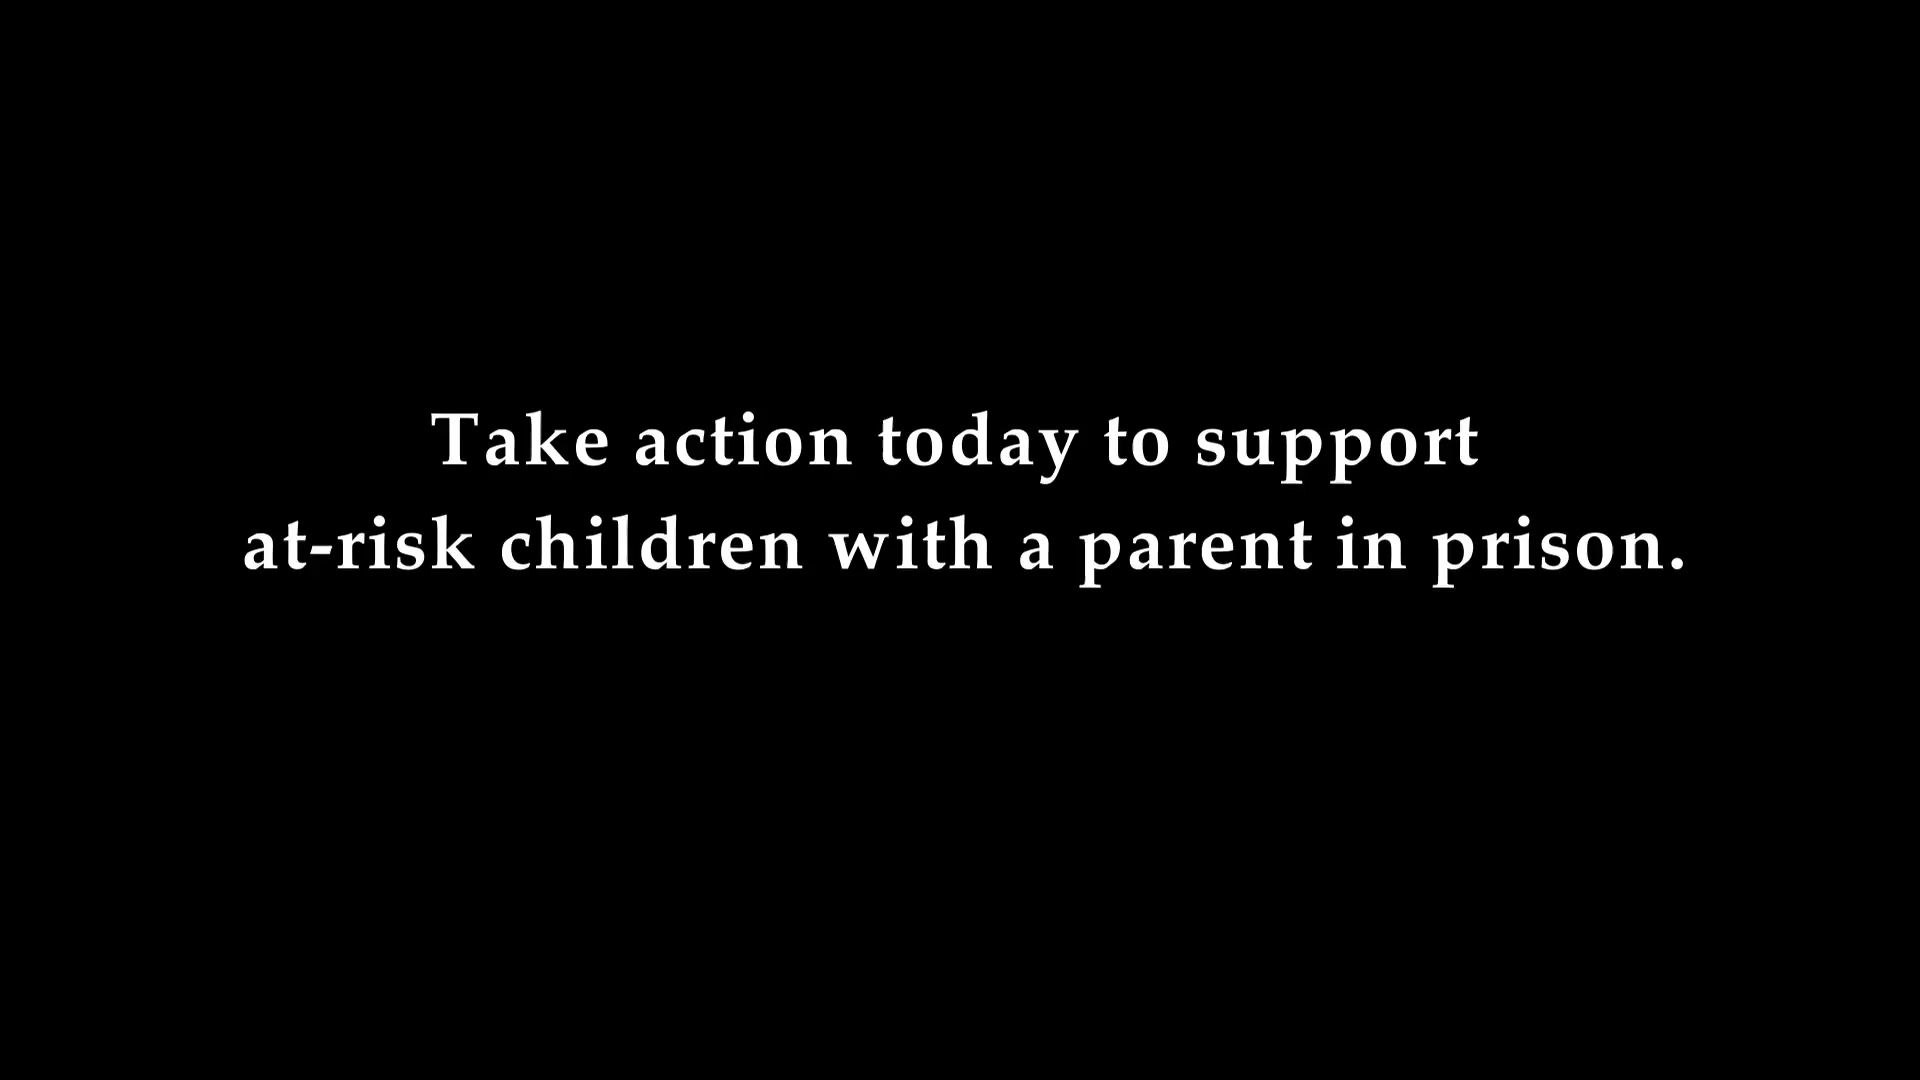 Take action today to support
at-risk children with a parent in prison.